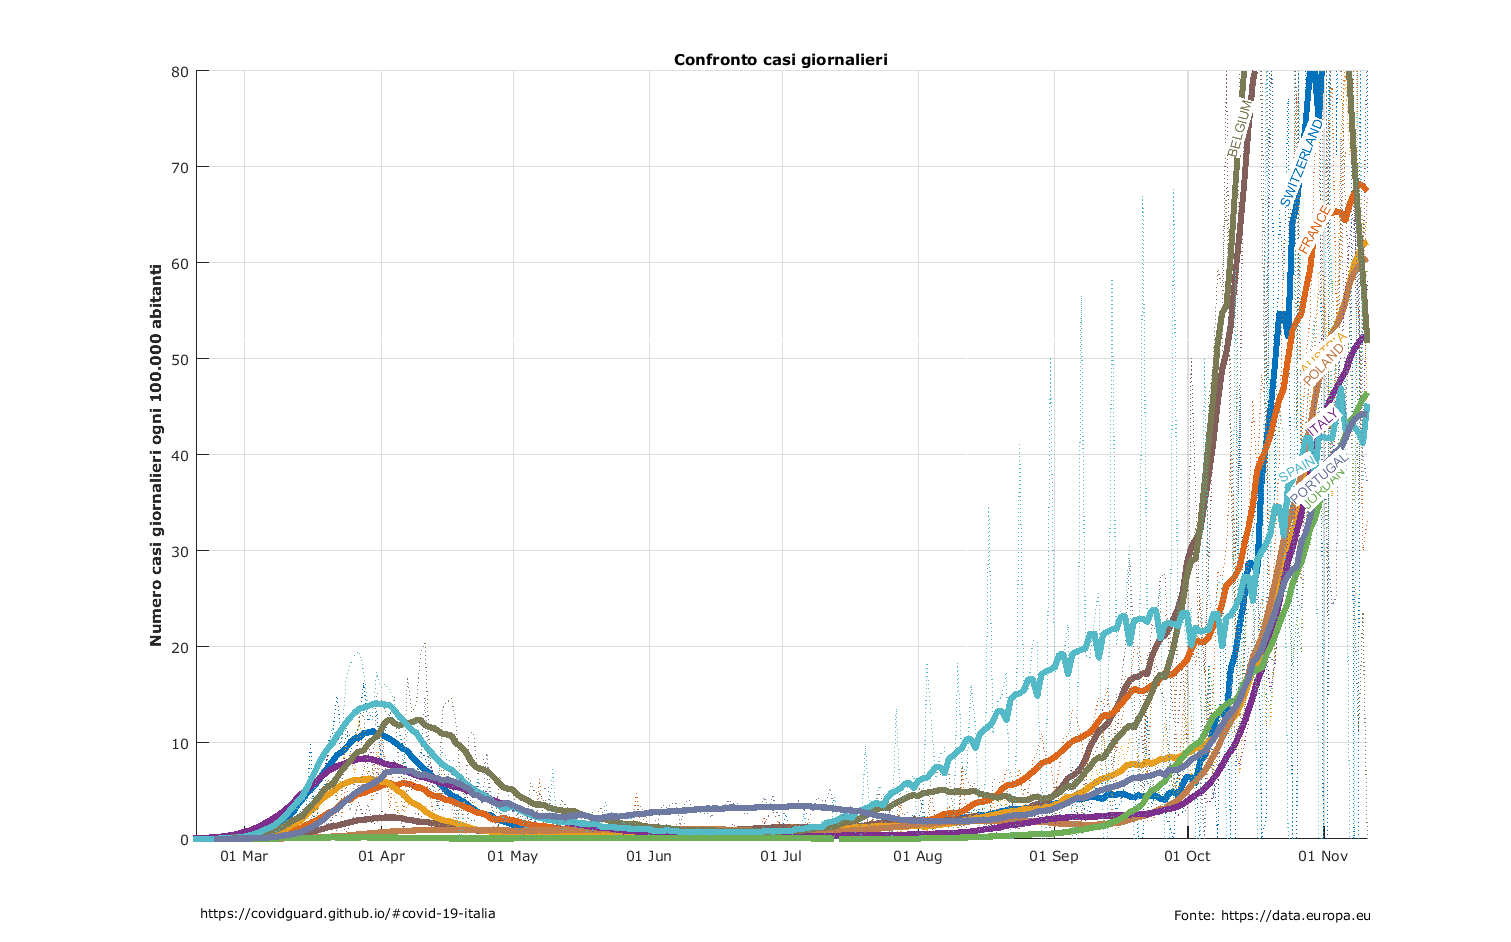 Confronto casi giornalieri
Numero casi giornalieri ogni 100.000 abitanti
80
70
60
50
40
30
20
10
0
BELGIUM
SWITZERLAND
FRANCE
POLAND
ITALY
SPAIN
PORTUGAL
JORDAN
01 Mar
01 Apr
01 May
01 Jun
01 Jul
01 Aug
01 Sep
01 Oct
01 Nov
https://covidguard.github.io/#covid-19-italia
Fonte: https://data.europa.eu